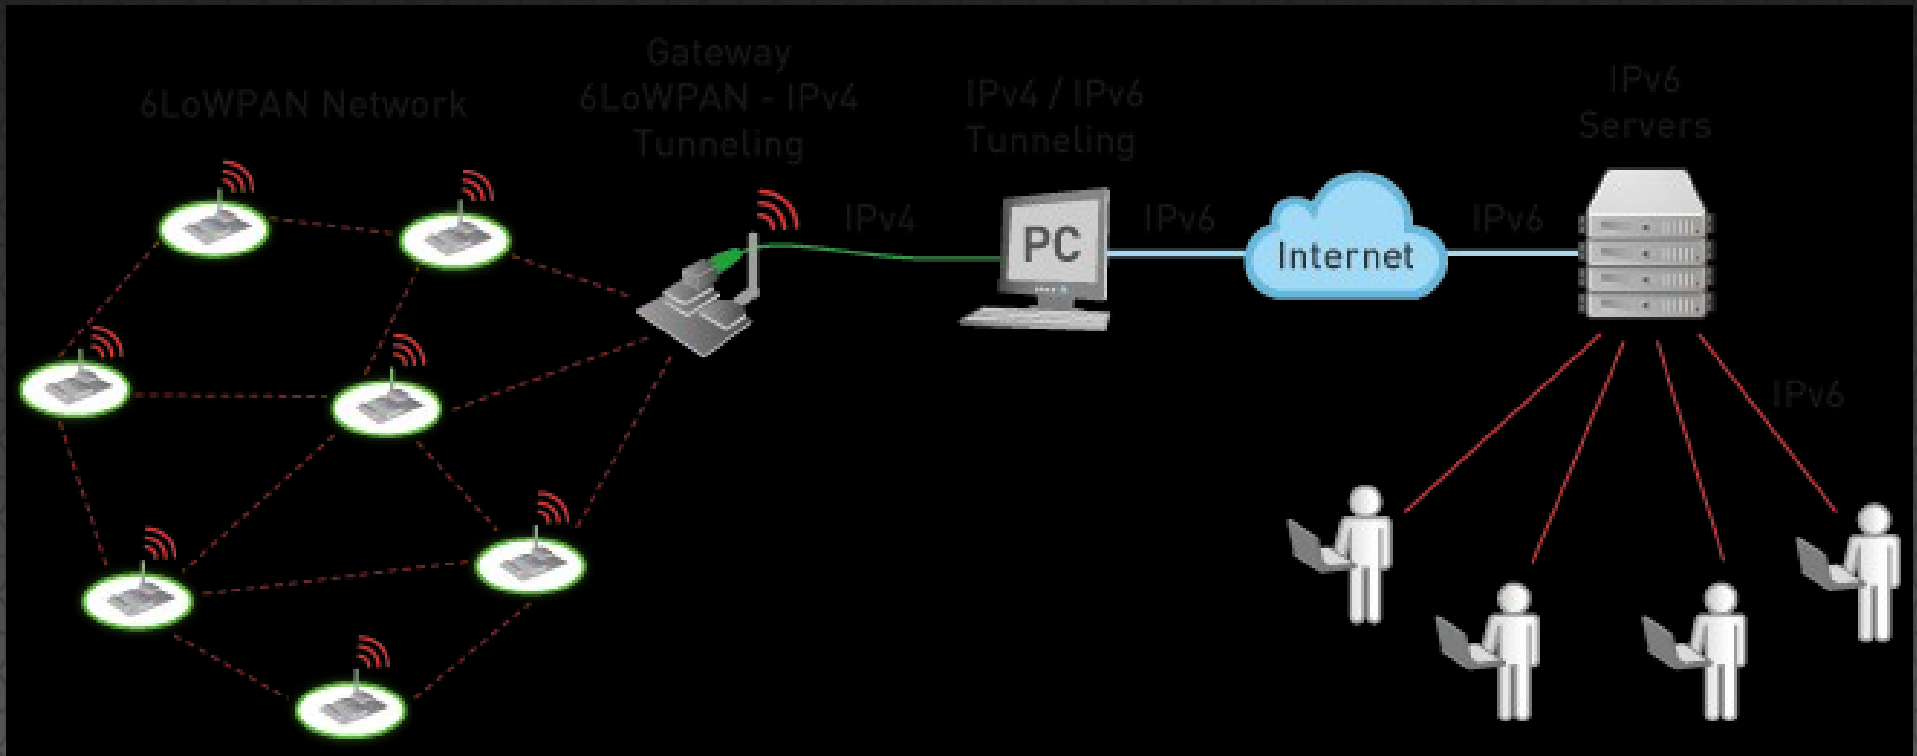 6LoWPAN Network
Gateway
6LoWPAN - IPv4
Tunneling
IPv4 / IPv6
Tunneling
IPv6
Servers
IPv4
PC
IPv6
Internet
IPv6
IPv6